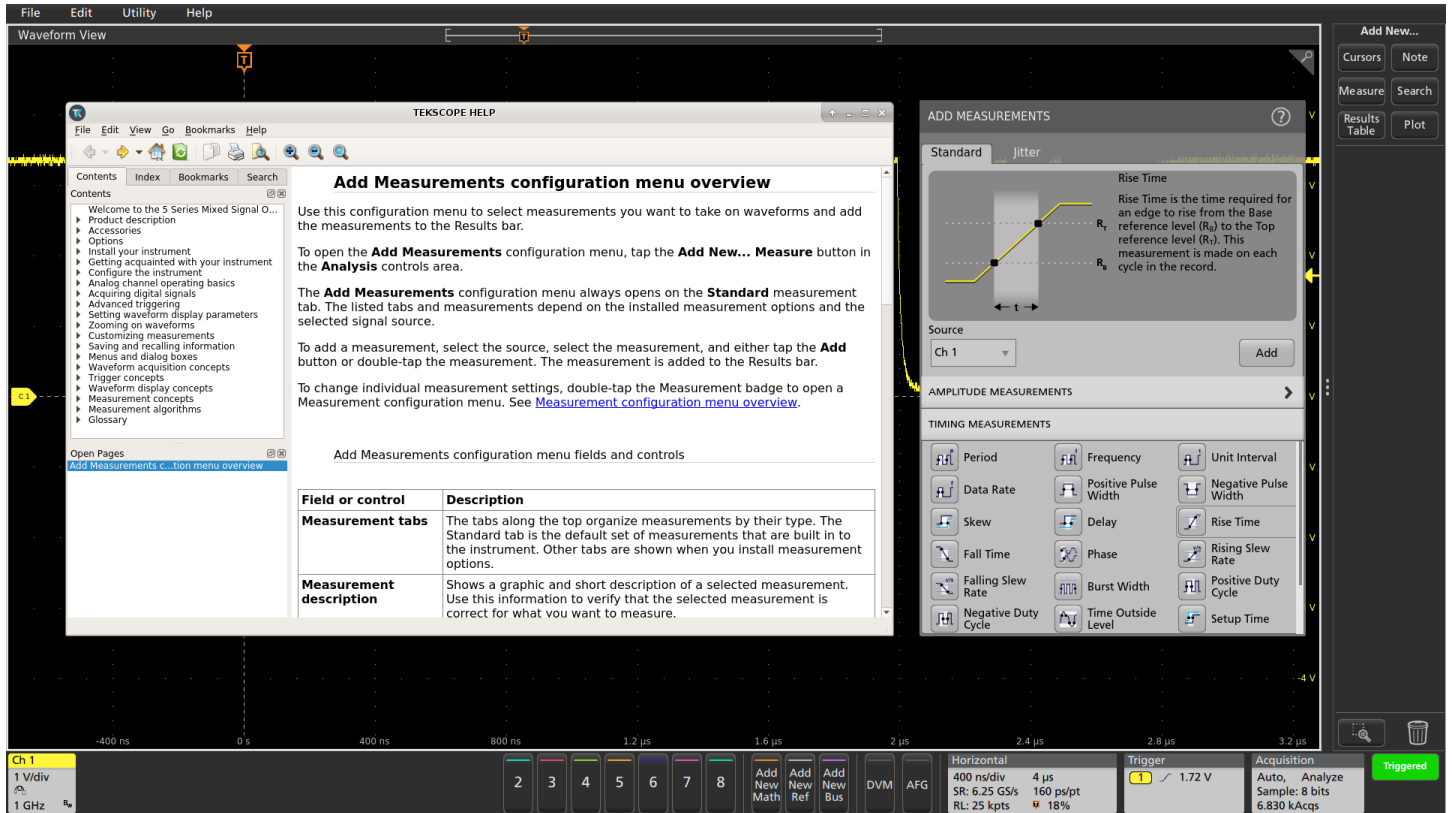 File Edit Utility Help
Waveform View
T
T
TEKSCOPE HELP
File Edit View Go Bookmarks Help
Contents Index Bookmarks Search
Contents
Welcome to the 5 Series Mixed Signal O...
Product description
Accessories
Options
Install your instrument
Getting acquainted with your instrument
Configure the instrument
Analog channel operating basics
Acquiring digital signals
Advanced triggering
Setting waveform display parameters
Zooming on waveforms
Customizing measurements
Saving and recalling information
Menus and dialog boxes
Waveform acquisition concepts
Trigger concepts
Waveform display concepts
Measurement concepts
Measurement algorithms
Glossary
Open Pages
Add Measurements c...tion menu overview
Add Measurements configuration menu overview
Use this configuration menu to select measurements you want to take on waveforms and add
the measurements to the Results bar.
To open the Add Measurements configuration menu, tap the Add New... Measure button in
the Analysis controls area.
The Add Measurements configuration menu always opens on the Standard measurement
tab. The listed tabs and measurements depend on the installed measurement options and the
selected signal source.
To add a measurement, select the source, select the measurement, and either tap the Add
button or double-tap the measurement. The measurement is added to the Results bar.
To change individual measurement settings, double-tap the Measurement badge to open a
Measurement configuration menu. See Measurement configuration menu overview.
Add Measurements configuration menu fields and controls
Field or control Description
Measurement tabs The tabs along the top organize measurements by their type. The
Standard tab is the default set of measurements that are built in to
the instrument. Other tabs are shown when you install measurement
options.
Measurement Shows a graphic and short description of a selected measurement.
description Use this information to verify that the selected measurement is
correct for what you want to measure.
ADD MEASUREMENTS ?
Standard Jitter
Rise Time
Rise Time is the time required for
an edge to rise from the Base
reference level (RB) to the Top
reference level (RT). This
measurement is made on each
cycle in the record.
RT
RB
t
Source
Ch 1
Add
AMPLITUDE MEASUREMENTS
TIMING MEASUREMENTS
Period Frequency Unit Interval
Data Rate Positive Pulse Width Negative Pulse Width
Skew Delay Rise Time
Fall Time Phase Rising Slew Rate
Falling Slew Rate Burst Width Positive Duty Cycle
Negative Duty Cycle Time Outside Level Setup Time
V
V
V
V
V
V
V
V
-4 V
C 1
-400 ns 0 s 400 ns 800 ns 1.2 µs 1.6 µs 2 µs 2.4 µs 2.8 µs 3.2 µs
Add New...
Cursors Note
Measure Search
Results Table Plot
Ch 1
1 V/div
1 GHz BW
2 3 4 5 6 7 8
Add New Math
Add New Ref
Add New Bus
DVM AFG
Horizontal
400 ns/div 4 µs
SR: 6.25 GS/s 160 ps/pt
RL: 25 kpts 18%
Trigger
1 1.72 V
Acquisition
Auto, Analyze
Sample: 8 bits
6.830 kAcqs
Triggered